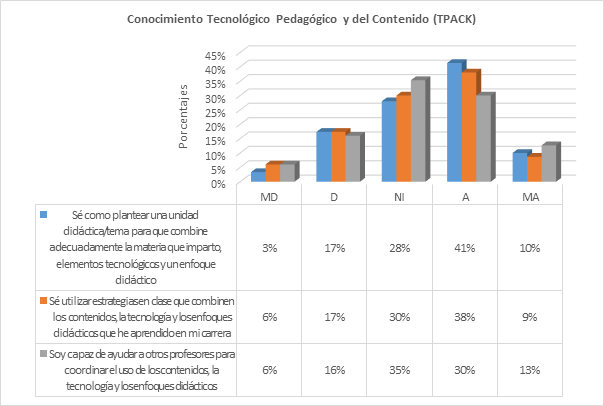 Conocimiento Tecnológico Pedagógico y del Contenido (TPACK)
Porcentajes
45%
40%
35%
30%
25%
20%
15%
10%
5%
0%
MD D NI A MA
Sé como plantear una unidad
didáctica/tema para que combine
adecuadamente la materia que imparto,
elementos tecnológicos y un enfoque
didáctico
3% 17% 28% 41% 10%
Sé utilizar estrategias en clase que combinen
los contenidos, la tecnología y los enfoques
didácticos que he aprendido en mi carrera
6% 17% 30% 38% 9%
Soy capaz de ayudar a otros profesores para
coordinar el uso de los contenidos, la
tecnología y los enfoques didácticos
6% 16% 35% 30% 13%